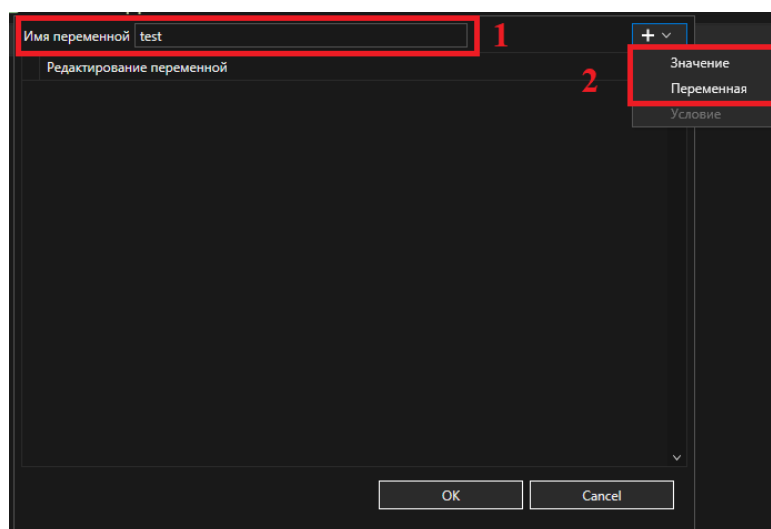 Имя переменной test 1 +
Редактирование переменной
2 Значение
Переменная
Условие
OK Cancel